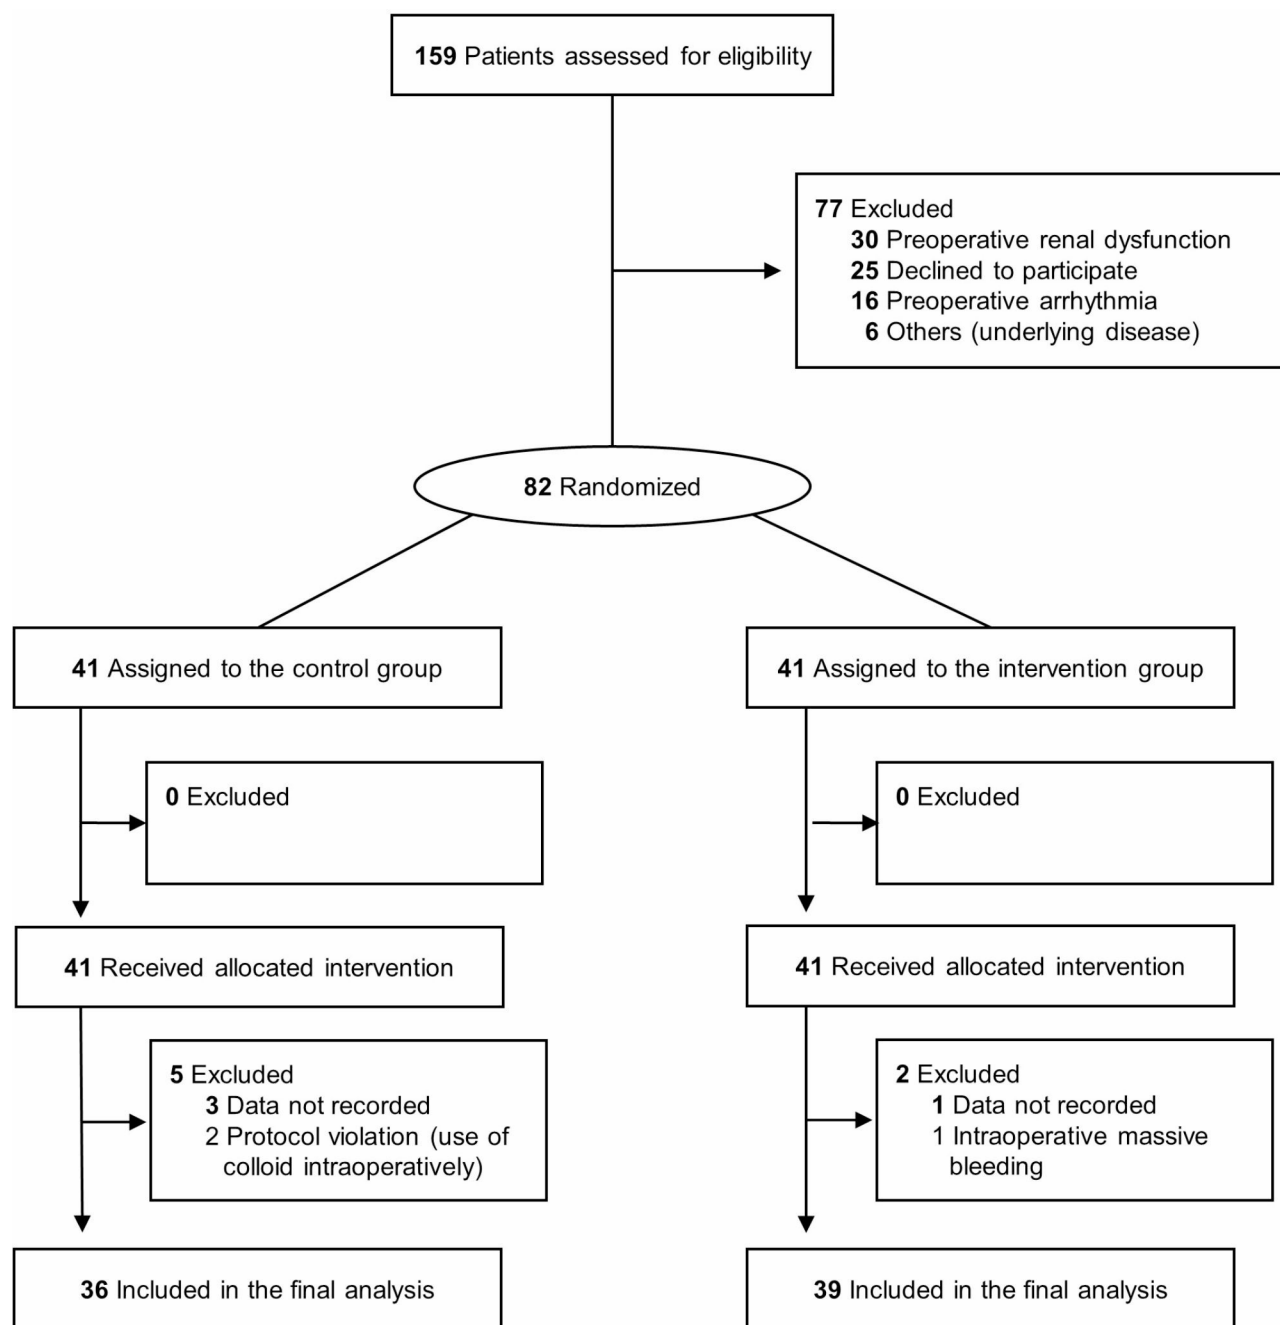 159 Patients assessed for eligibility
77 Excluded
30 Preoperative renal dysfunction
25 Declined to participate
16 Preoperative arrhythmia
6 Others (underlying disease)
82 Randomized
41 Assigned to the control group
41 Assigned to the intervention group
0 Excluded
0 Excluded
41 Received allocated intervention
41 Received allocated intervention
5 Excluded
3 Data not recorded
2 Protocol violation (use of
colloid intraoperatively)
2 Excluded
1 Data not recorded
1 Intraoperative massive
bleeding
36 Included in the final analysis
39 Included in the final analysis